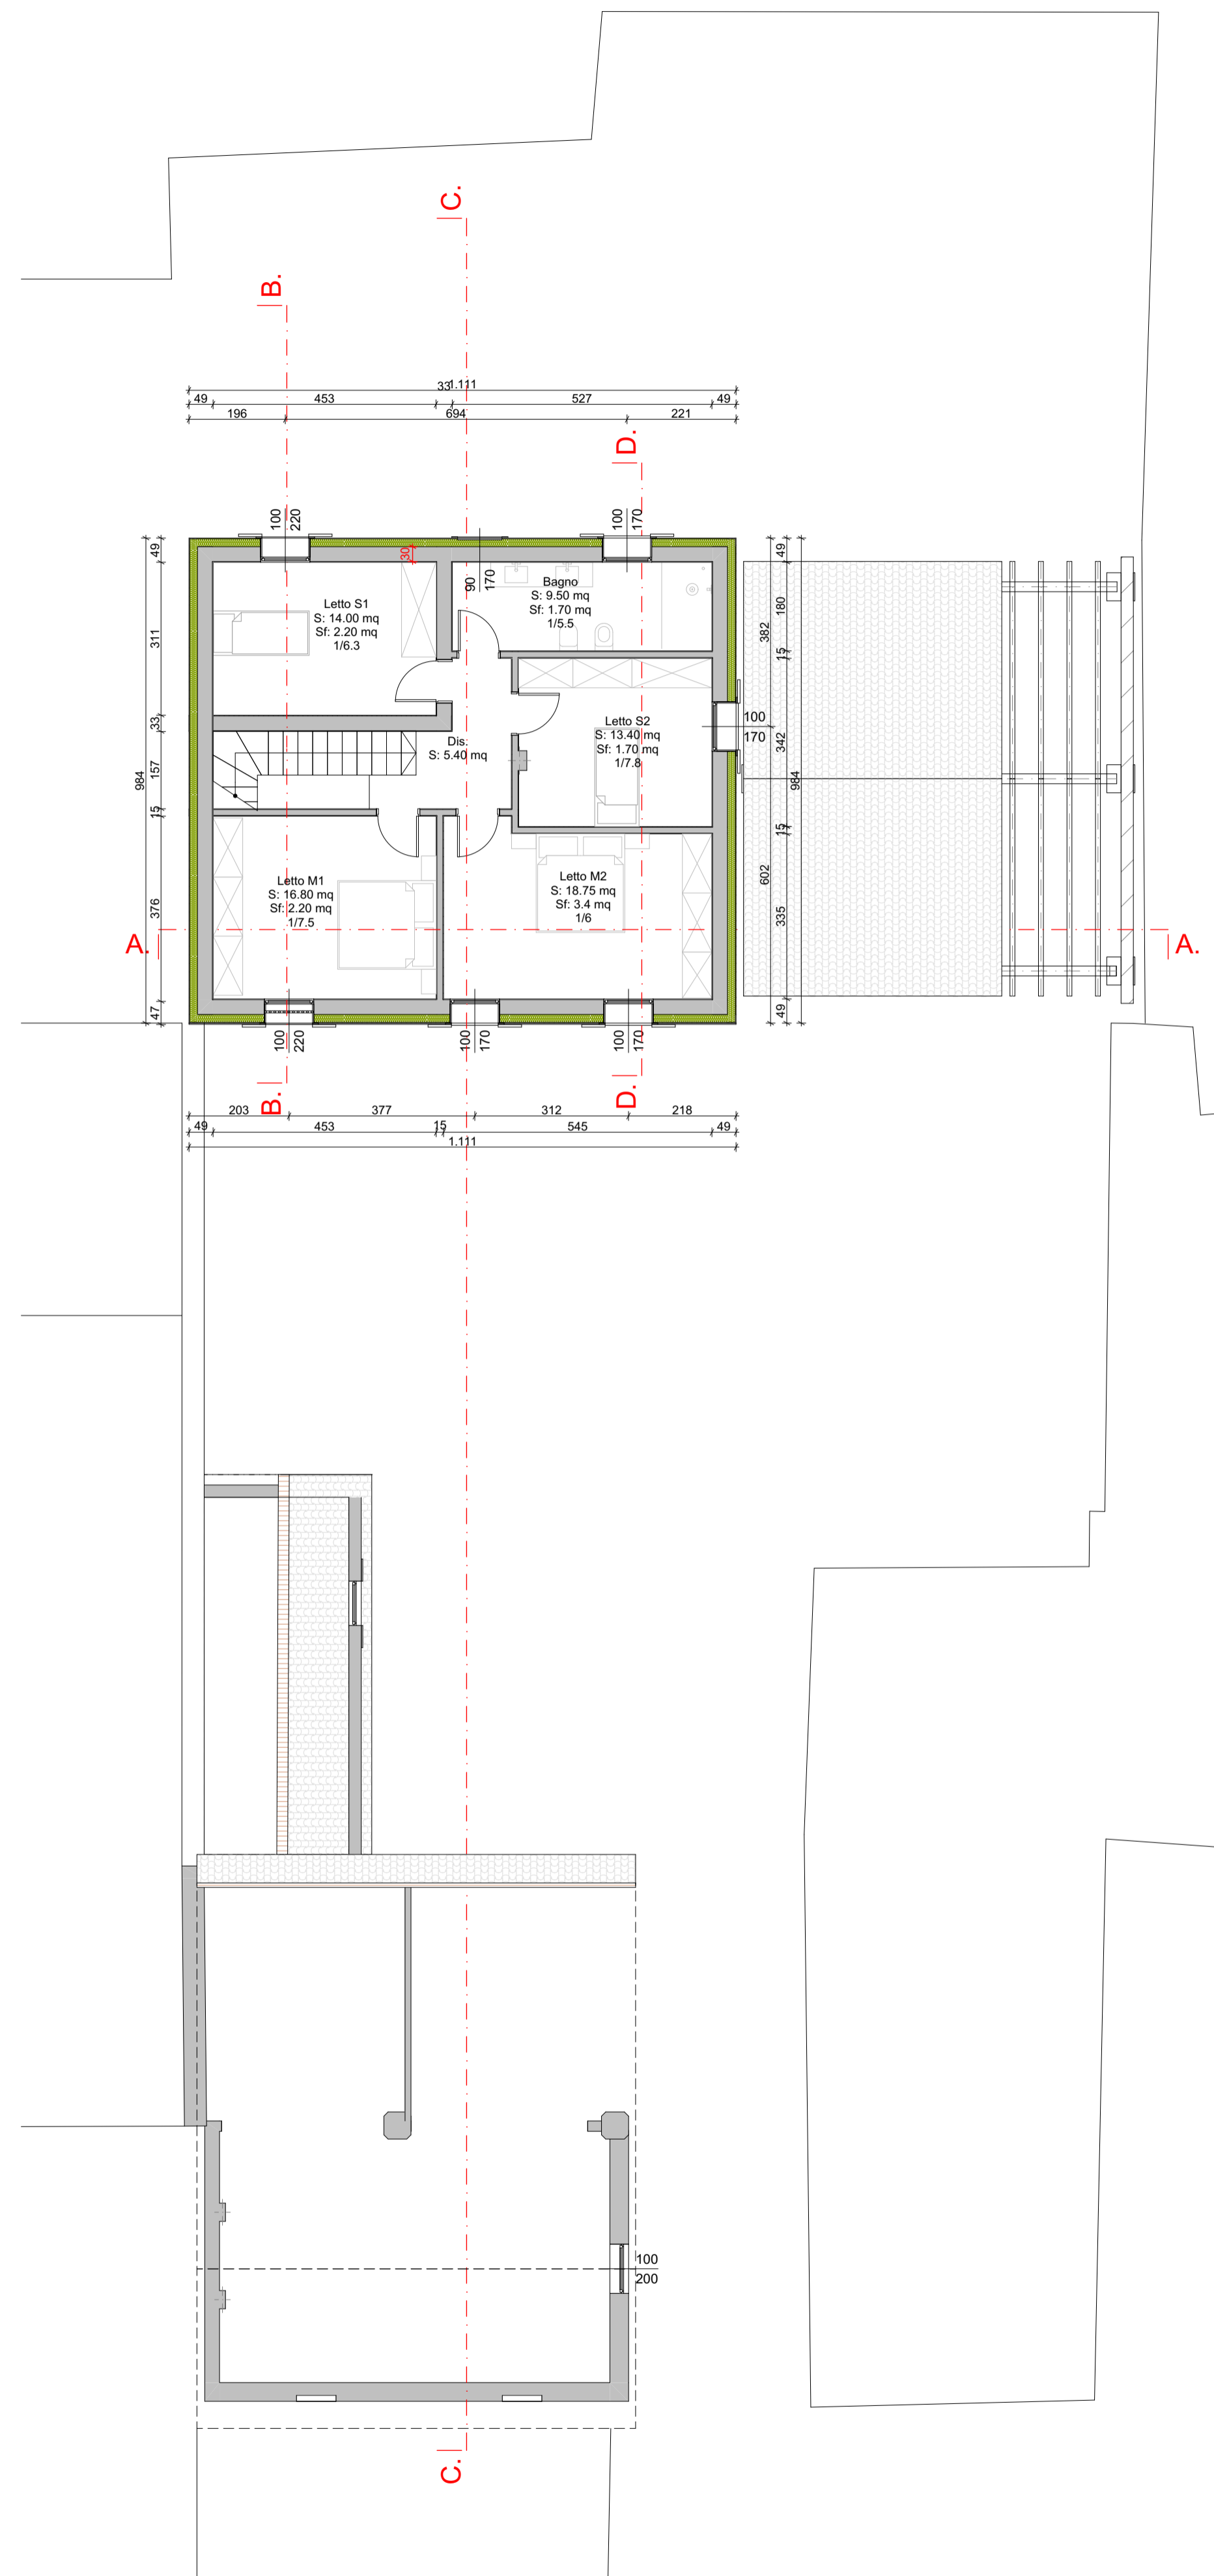 C.
B.
33
1.111
49
453
527
49
196
694
221
D.
100
220
100
170
49
30
90
170
Bagno
S: 9.50 mq
Sf: 1.70 mq
1/5.5
Letto S1
S: 14.00 mq
Sf: 2.20 mq
1/6.3
49
180
382
15
311
33
Letto S2
S: 13.40 mq
Sf: 1.70 mq
1/7.8
100
170
Dis.
S: 5.40 mq
342
984
157
984
15
15
Letto M1
S: 16.80 mq
Sf: 2.20 mq
1/7.5
Letto M2
S: 18.75 mq
Sf: 3.4 mq
1/6
602
376
335
A.
A.
47
49
100
220
100
170
100
170
B.
D.
203
377
312
218
49
453
15
545
49
1.111
100
200
C.